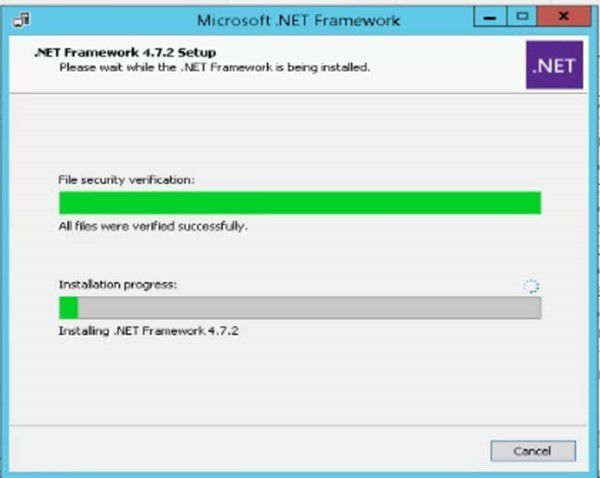 Microsoft .NET Framework
.NET Framework 4.7.2 Setup
Please wait while the .NET Framework is being installed.
.NET
File security verification:
All files were verified successfully.
Installation progress:
Installing .NET Framework 4.7.2
Cancel